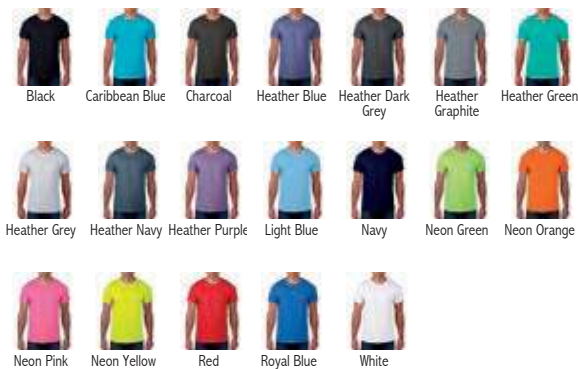 Black
Caribbean Blue
Charcoal
Heather Blue
Heather Dark
Grey
Heather
Graphite
Heather Green
Heather Grey
Heather Navy
Heather Purple
Light Blue
Navy
Neon Green
Neon Orange
Neon Pink
Neon Yellow
Red
Royal Blue
White